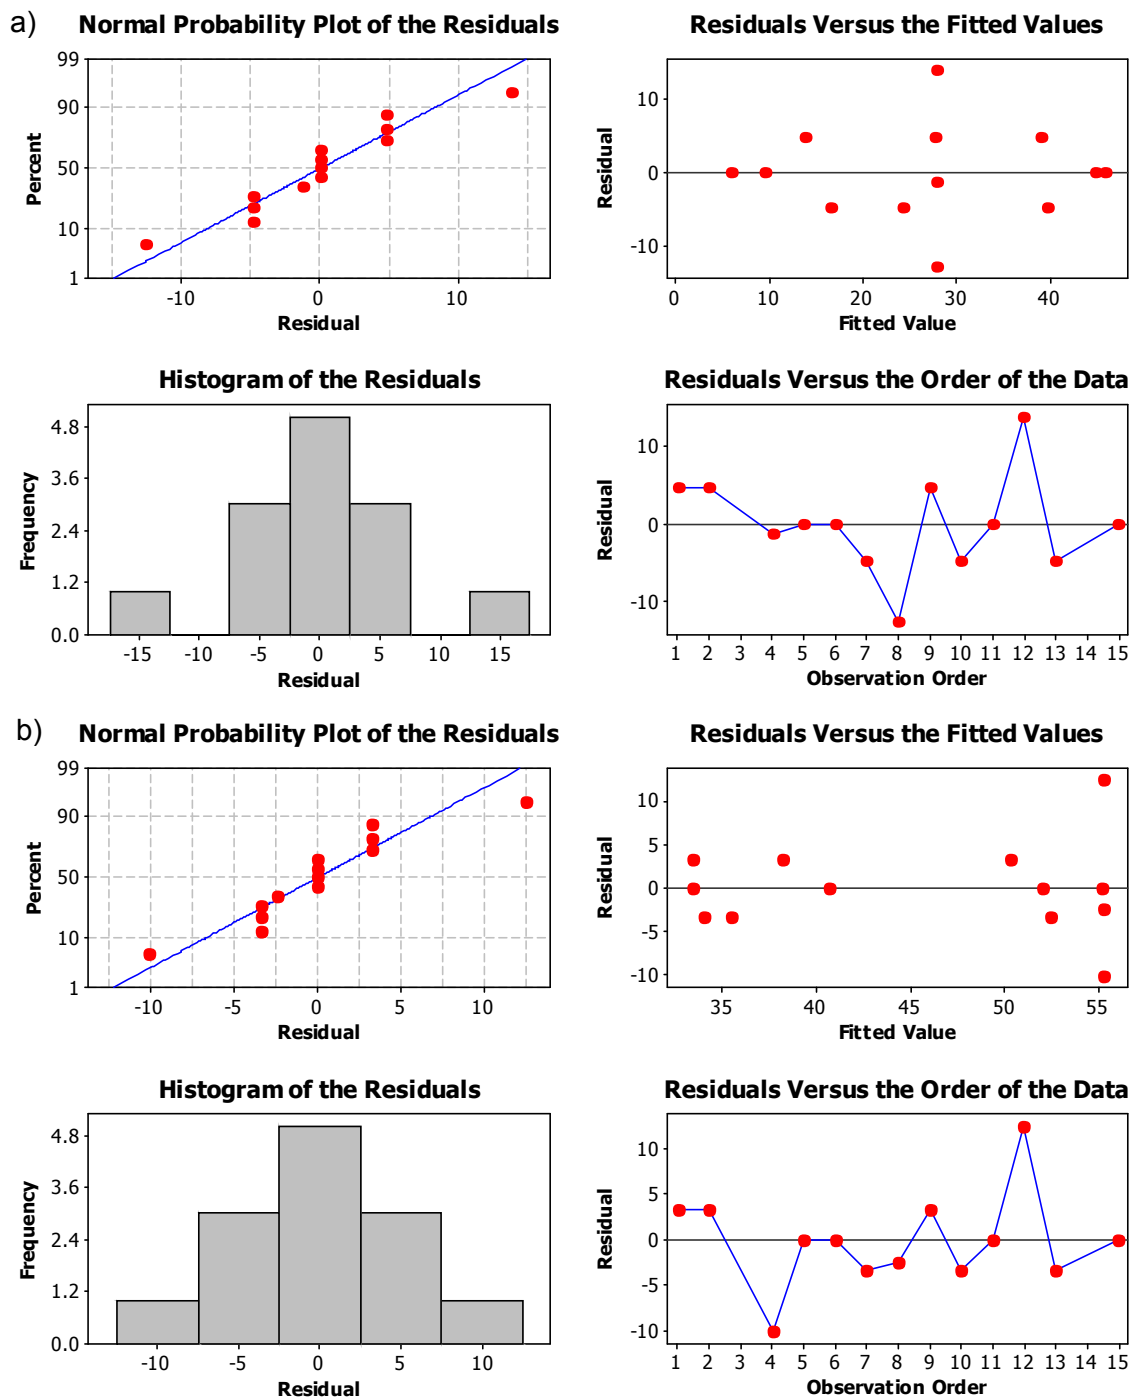 a)
Normal Probability Plot of the Residuals
99
90
50
10
1
Percent
-10 0 10
Residual
Residuals Versus the Fitted Values
10
0
-10
Residual
0 10 20 30 40
Fitted Value
Histogram of the Residuals
4.8
3.6
2.4
1.2
0.0
Frequency
-15 -10 -5 0 5 10 15
Residual
Residuals Versus the Order of the Data
10
0
-10
Residual
1 2 3 4 5 6 7 8 9 10 11 12 13 14 15
Observation Order
b)
Normal Probability Plot of the Residuals
99
90
50
10
1
Percent
-10 -5 0 5 10
Residual
Residuals Versus the Fitted Values
10
5
0
-5
-10
Residual
35 40 45 50 55
Fitted Value
Histogram of the Residuals
4.8
3.6
2.4
1.2
0.0
Frequency
-10 -5 0 5 10
Residual
Residuals Versus the Order of the Data
10
5
0
-5
-10
Residual
1 2 3 4 5 6 7 8 9 10 11 12 13 14 15
Observation Order